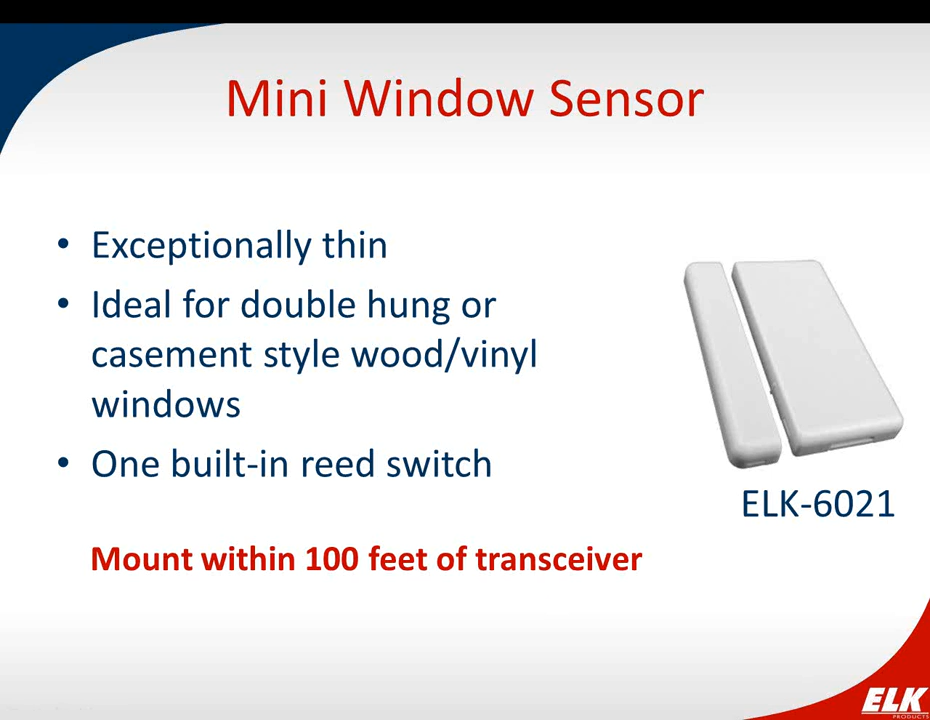 Mini Window Sensor
• Exceptionally thin
• Ideal for double hung or
casement style wood/vinyl
windows
• One built-in reed switch
ELK-6021
Mount within 100 feet of transceiver
ELK
PRODUCTS